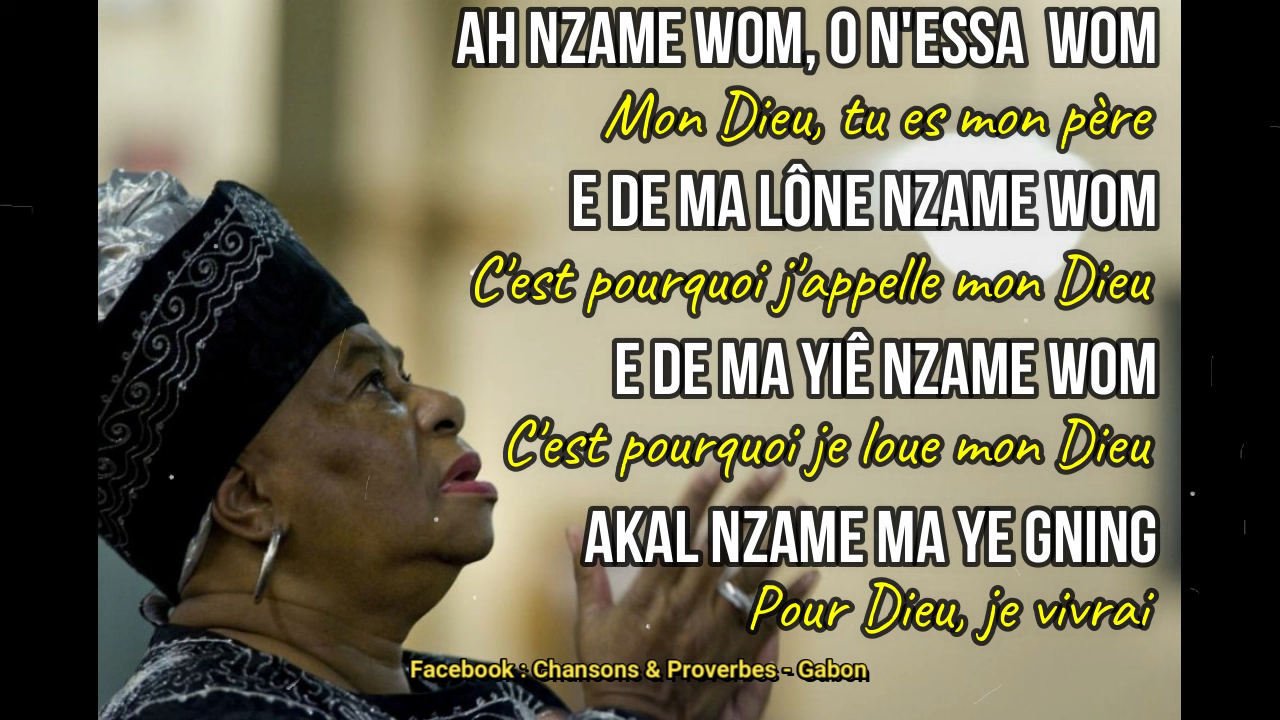 AH NZAME WOM, O N'ESSA WOM
Mon Dieu, tu es mon père
E DE MA LÔNE NZAME WOM
C'est pourquoi j'appelle mon Dieu
E DE MA YIÊ NZAME WOM
C'est pourquoi je loue mon Dieu
AKAL NZAME MA YE GNING
Pour Dieu, je vivrai
Facebook : Chansons & Proverbes - Gabon